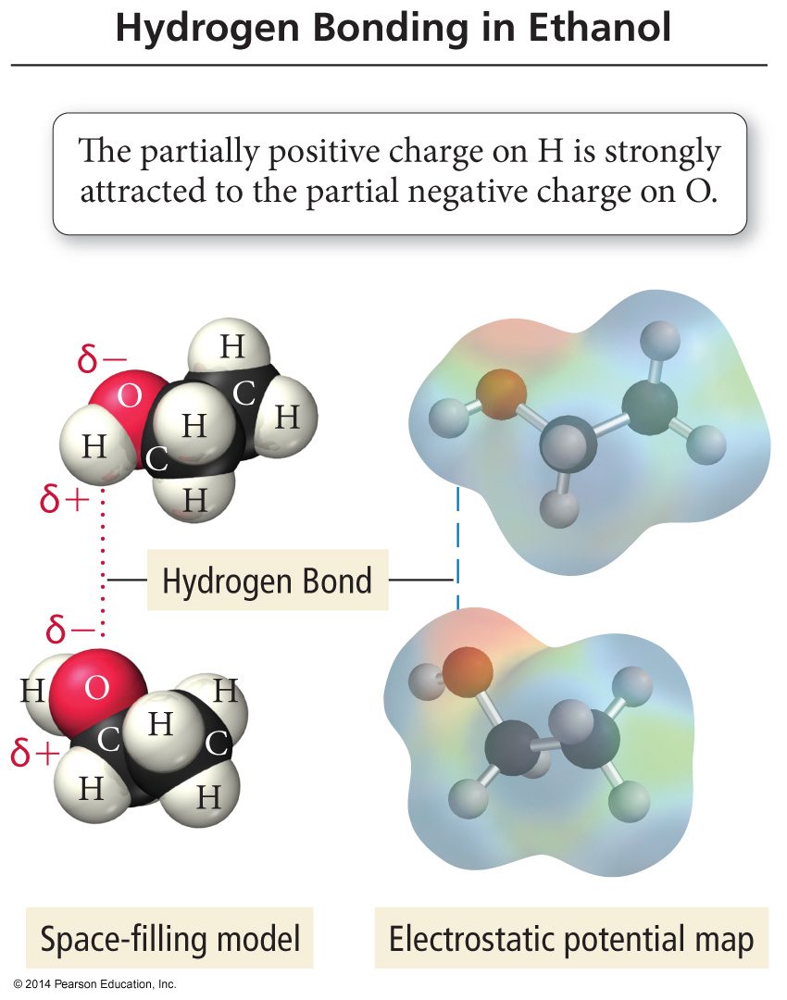 Hydrogen Bonding in Ethanol
The partially positive charge on H is strongly
attracted to the partial negative charge on O.
δ−
H
O
C
H
H
H
C
δ+
H
Hydrogen Bond
δ−
H
O
H
H
C
C
δ+
H
H
Space-filling model
Electrostatic potential map
© 2014 Pearson Education, Inc.